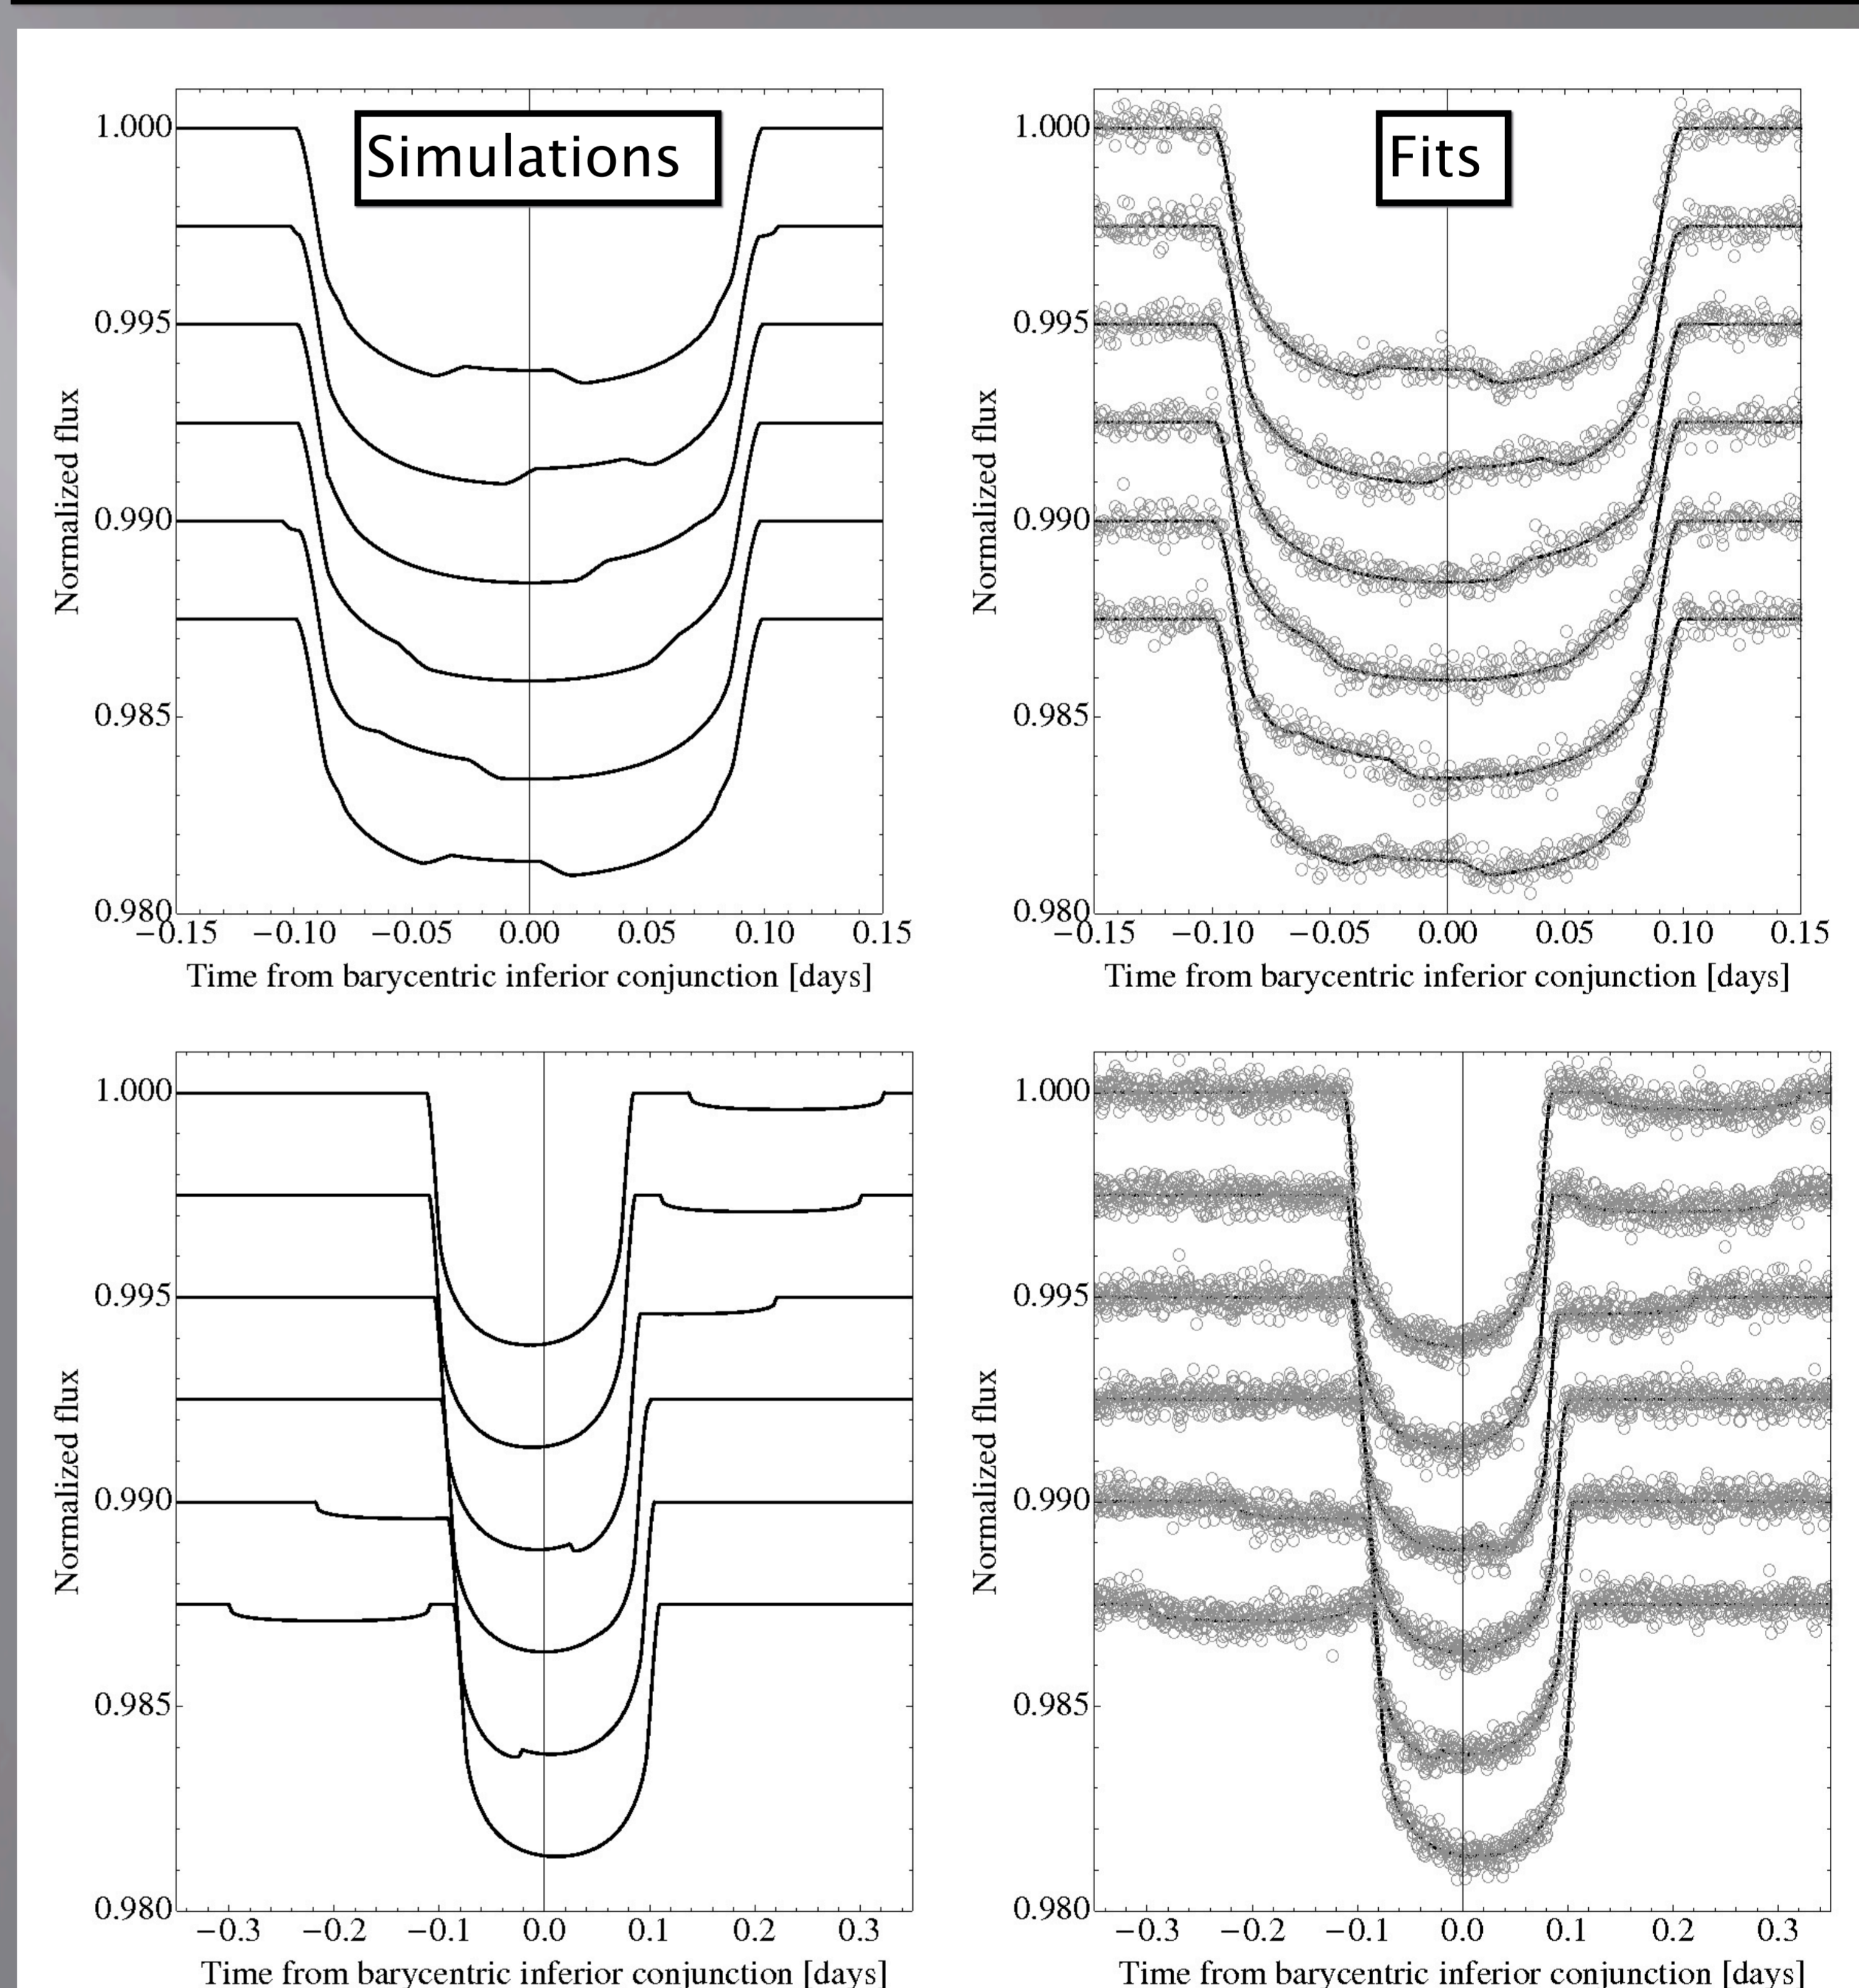 Simulations
1.000
0.995
0.990
0.985
0.980
Normalized flux
−0.15 −0.10 −0.05 0.00 0.05 0.10 0.15
Time from barycentric inferior conjunction [days]
Fits
1.000
0.995
0.990
0.985
0.980
Normalized flux
−0.15 −0.10 −0.05 0.00 0.05 0.10 0.15
Time from barycentric inferior conjunction [days]
1.000
0.995
0.990
0.985
0.980
Normalized flux
−0.3 −0.2 −0.1 0.0 0.1 0.2 0.3
Time from barycentric inferior conjunction [days]
1.000
0.995
0.990
0.985
0.980
Normalized flux
−0.3 −0.2 −0.1 0.0 0.1 0.2 0.3
Time from barycentric inferior conjunction [days]